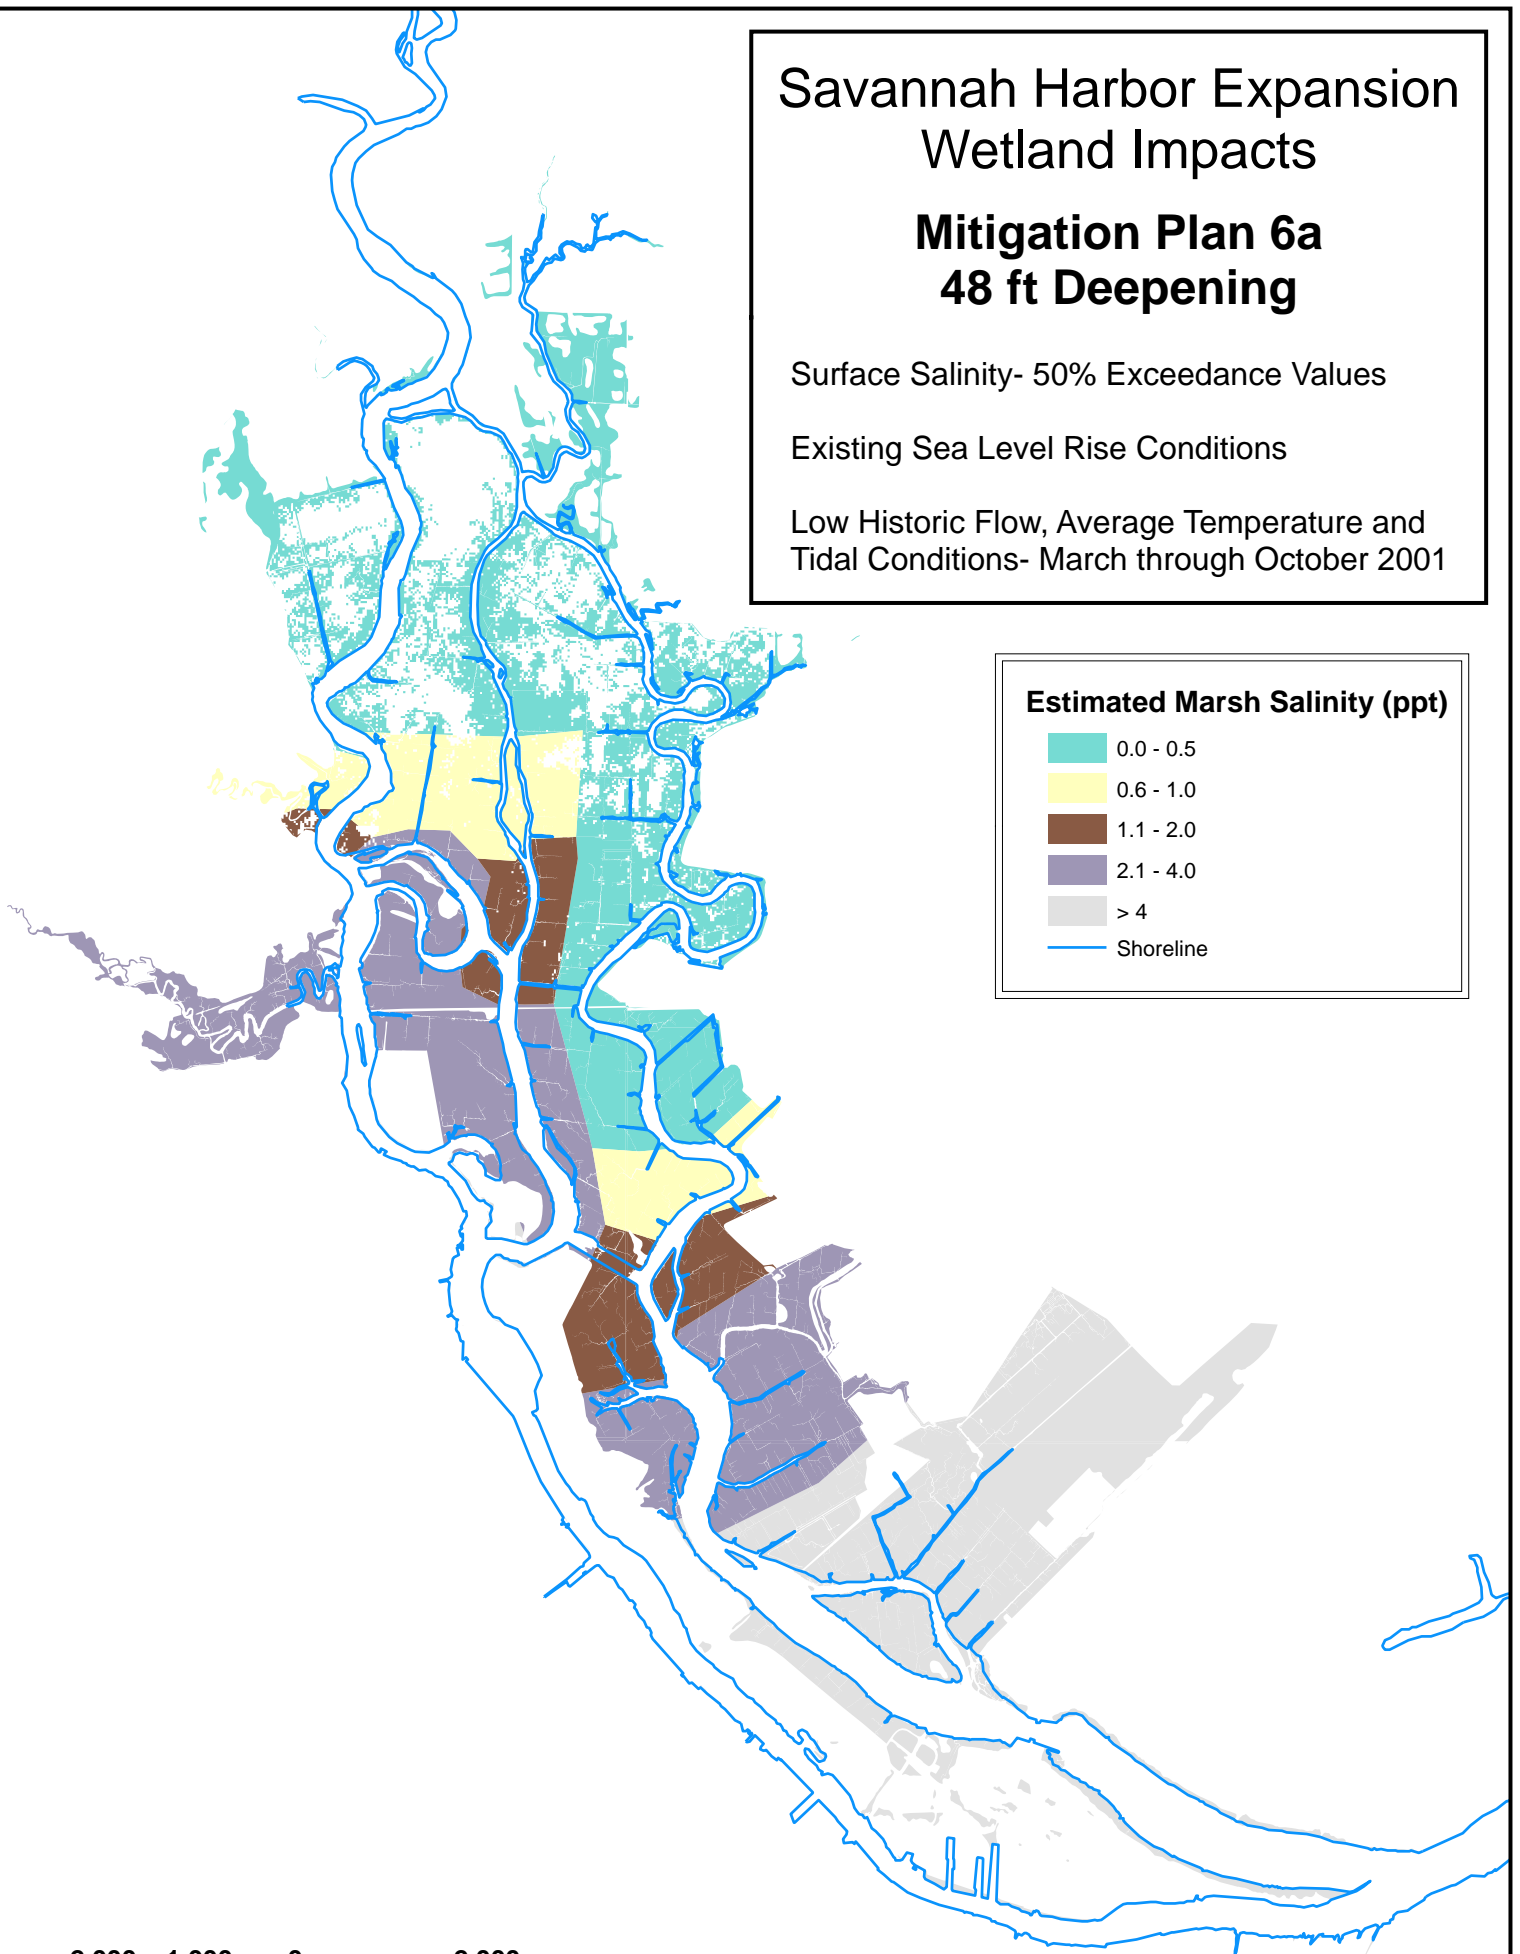 Savannah Harbor Expansion
Wetland Impacts
Mitigation Plan 6a
48 ft Deepening
Surface Salinity- 50% Exceedance Values
Existing Sea Level Rise Conditions
Low Historic Flow, Average Temperature and
Tidal Conditions- March through October 2001
Estimated Marsh Salinity (ppt)
0.0 - 0.5
0.6 - 1.0
1.1 - 2.0
2.1 - 4.0
> 4
Shoreline